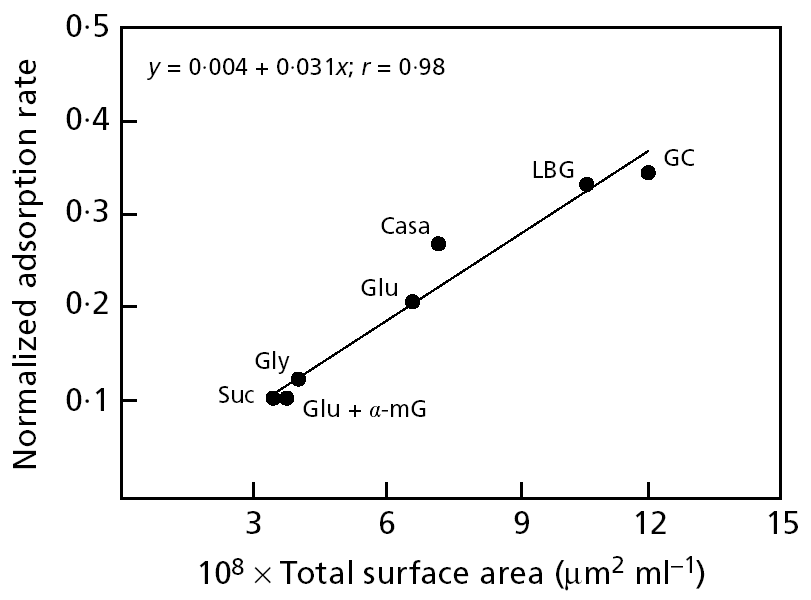 0·5
y = 0·004 + 0·031x; r = 0·98
0·4
0·3
0·2
0·1
Normalized adsorption rate
LBG
GC
Casa
Glu
Gly
Suc
Glu + α-mG
3 6 9 12 15
10⁸ × Total surface area (μm² ml⁻¹)